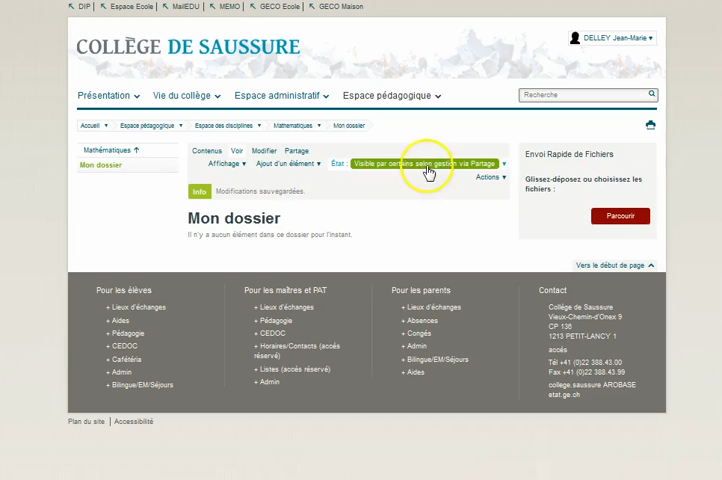 DIP | Espace Ecole | MailEDU | MEMO | GECO Ecole | GECO Maison
COLLÈGE DE SAUSSURE
DELLEY Jean-Marie
Présentation Vie du collège Espace administratif Espace pédagogique
Recherche
Accueil Espace pédagogique Espace des disciplines Mathématiques Mon dossier
Mathématiques
Mon dossier
Contenus Voir Modifier Partage
Affichage Ajout d'un élément État : Visible par certains selon gestion via Partage
Actions
Info Modifications sauvegardées.
Mon dossier
Il n'y a aucun élément dans ce dossier pour l'instant.
Envoi Rapide de Fichiers
Glissez-déposez ou choisissez les
fichiers :
Parcourir
Vers le début de page
Pour les élèves
+ Lieux d'échanges
+ Aides
+ Pédagogie
+ CEDOC
+ Cafétéria
+ Admin
+ Bilingue/EM/Séjours
Pour les maîtres et PAT
+ Lieux d'échanges
+ Pédagogie
+ CEDOC
+ Horaires/Contacts (accés
réservé)
+ Listes (accés réservé)
+ Admin
Pour les parents
+ Lieux d'échanges
+ Absences
+ Congés
+ Admin
+ Bilingue/EM/Séjours
+ Aides
Contact
Collège de Saussure
Vieux-Chemin-d'Onex 9
CP 136
1213 PETIT-LANCY 1
accès
Tél +41 (0)22 388.43.00
Fax +41 (0)22 388.43.99
college.saussure AROBASE
etat.ge.ch
Plan du site | Accessibilité